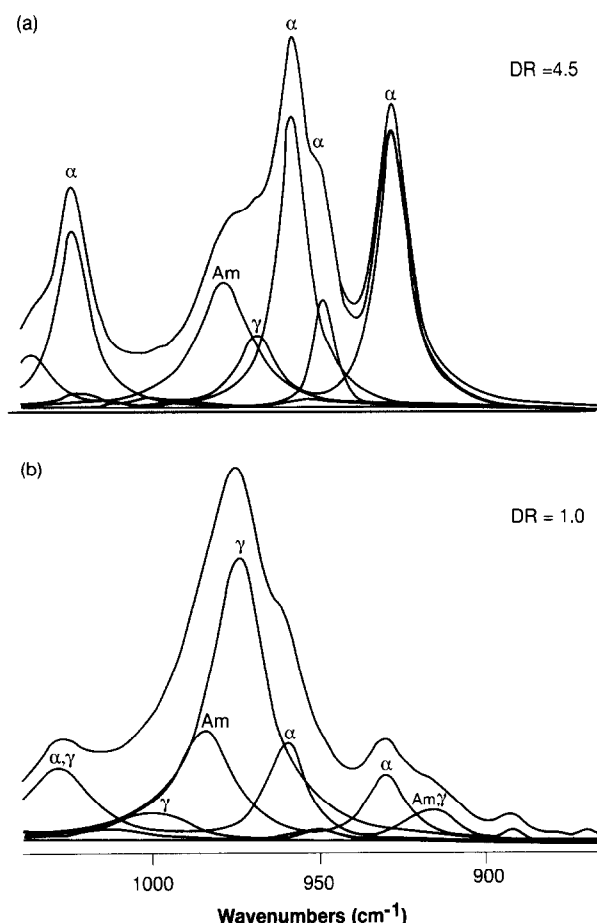 (a)
DR =4.5
α
α
α
α
Am
γ
(b)
DR = 1.0
γ
Am
α
α,γ
γ
α
Am,γ
1000 950 900
Wavenumbers (cm⁻¹)